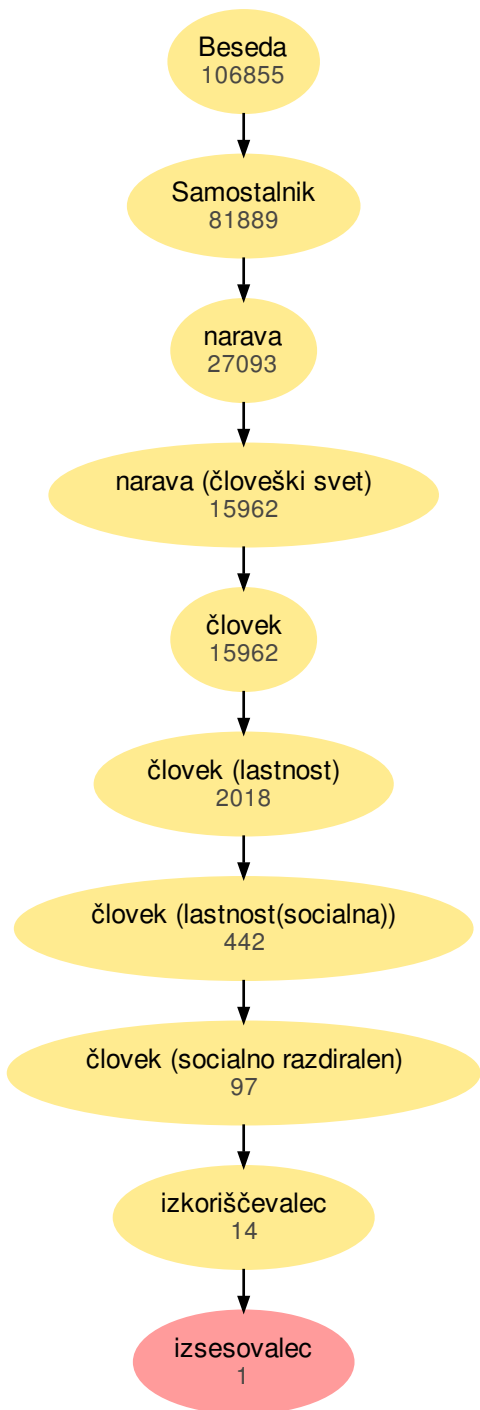 Beseda
106855
Samostalnik
81889
narava
27093
narava (človeški svet)
15962
človek
15962
človek (lastnost)
2018
človek (lastnost(socialna))
442
človek (socialno razdiralen)
97
izkoriščevalec
14
izsesovalec
1